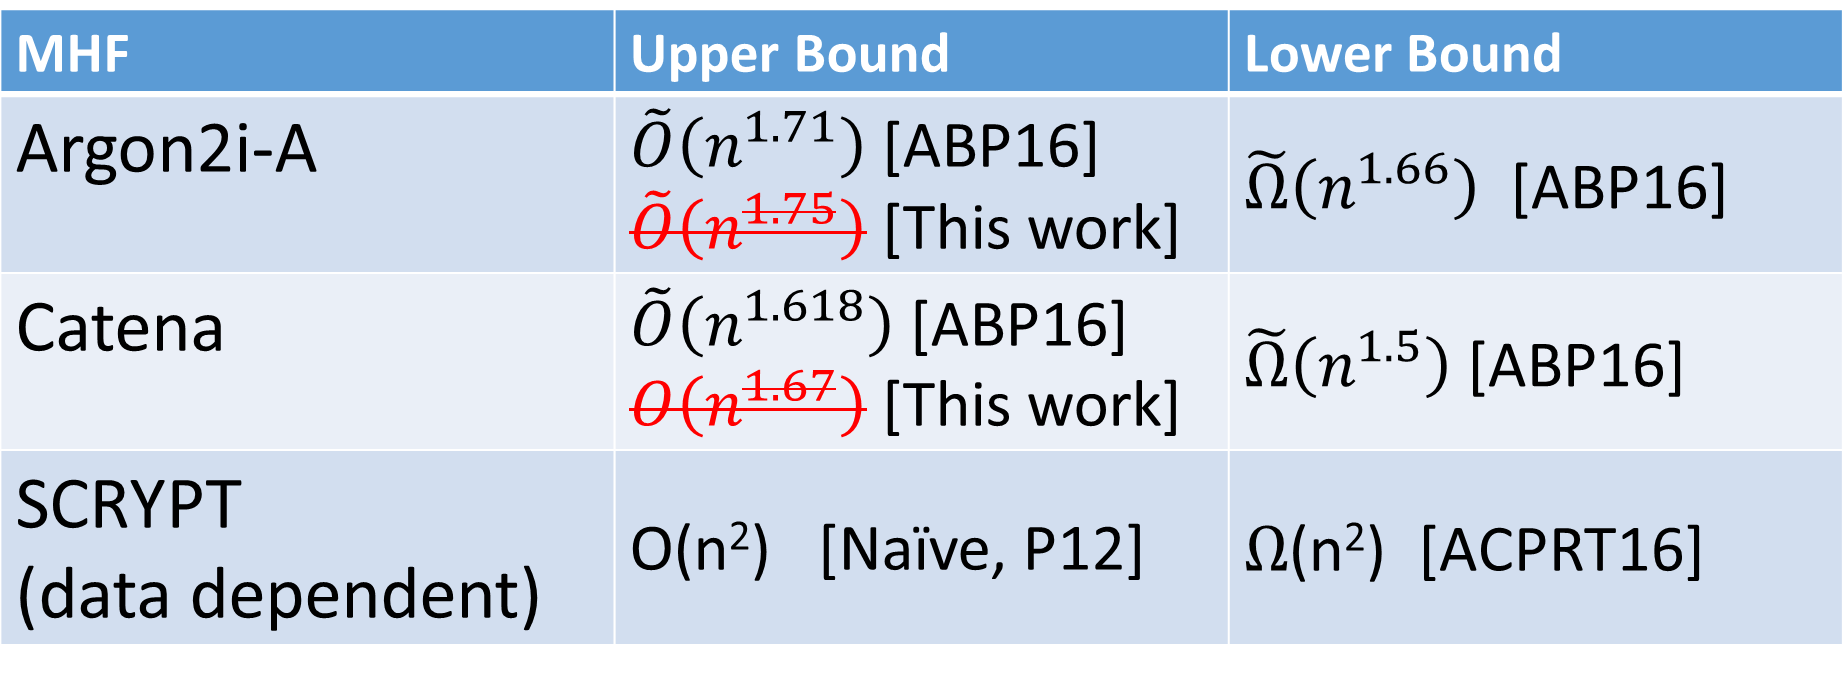 MHF Upper Bound Lower Bound
Argon2i-A
Õ(n^1.71) [ABP16]
Õ(n^1.75) [This work]
Ω̃(n^1.66) [ABP16]
Catena
Õ(n^1.618) [ABP16]
O(n^1.67) [This work]
Ω̃(n^1.5) [ABP16]
SCRYPT
(data dependent)
O(n²) [Naïve, P12]
Ω(n²) [ACPRT16]